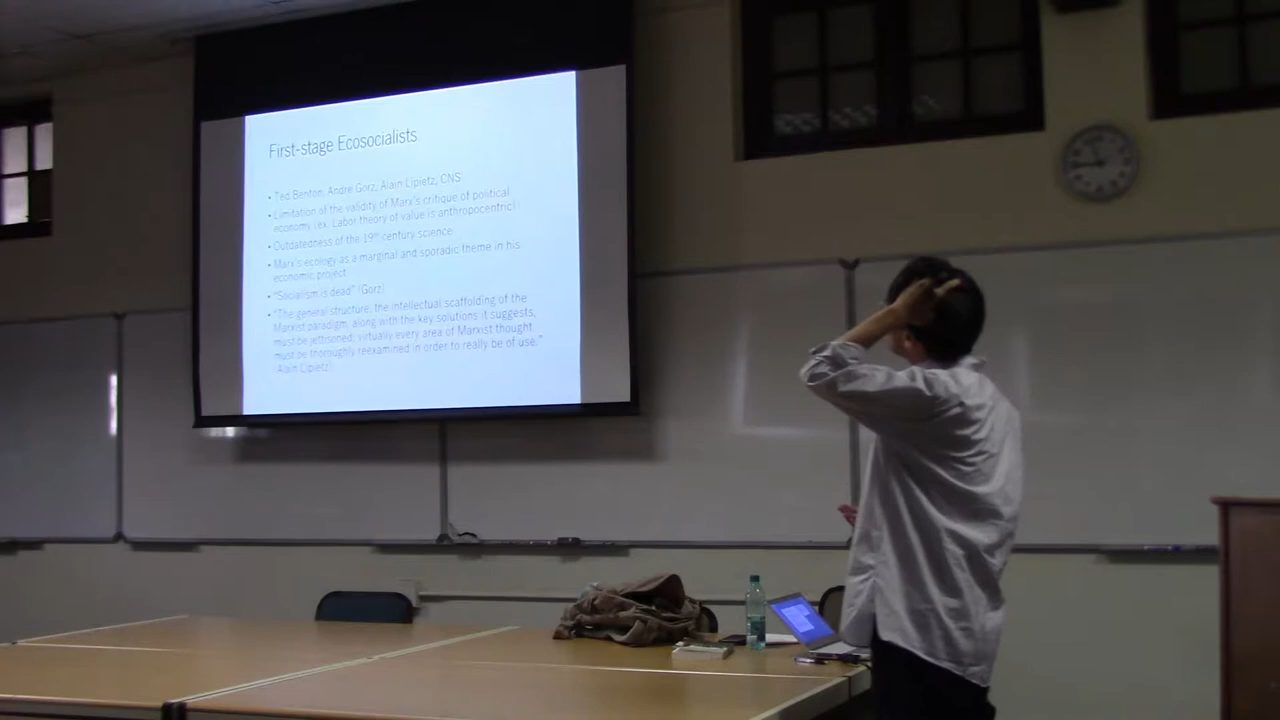 First-stage Ecosocialists
• Ted Benton, André Gorz, Alain Lipietz, CNS
• Limitation of the validity of Marx's critique of political
economy (ex. Labor theory of value is anthropocentric)
• Outdatedness of the 19th century science
• Marx's ecology as a marginal and sporadic theme in his
economic project
• "Socialism is dead" (Gorz)
• "The general structure, the intellectual scaffolding of the
Marxist paradigm, along with the key solutions it suggests,
must be jettisoned; virtually every area of Marxist thought
must be thoroughly reexamined in order to really be of use."
Alain Lipietz)